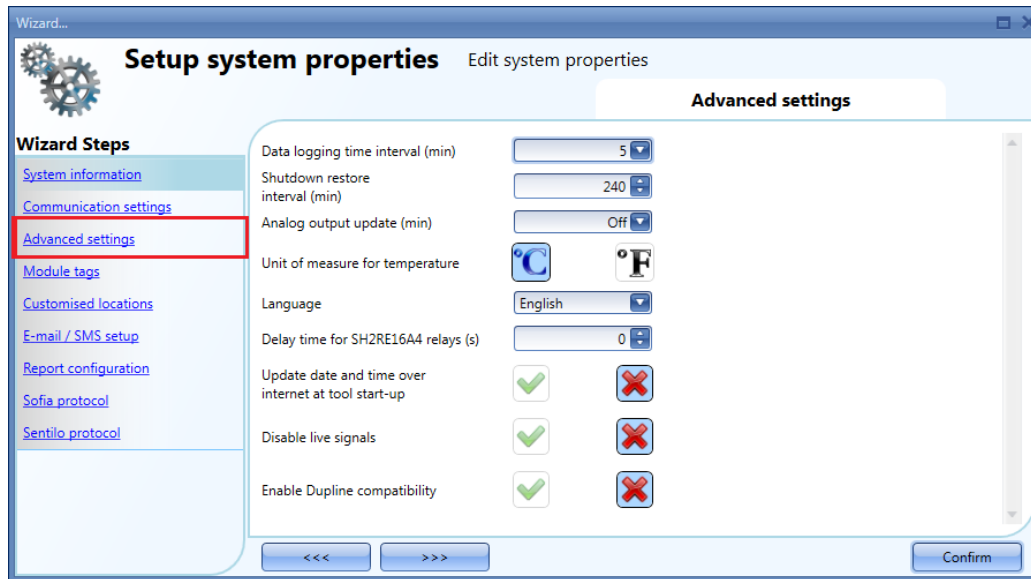 Wizard...
Setup system properties Edit system properties
Advanced settings
Wizard Steps
System information
Communication settings
Advanced settings
Module tags
Customised locations
E-mail / SMS setup
Report configuration
Sofia protocol
Sentilo protocol
Data logging time interval (min) 5
Shutdown restore
interval (min) 240
Analog output update (min) Off
Unit of measure for temperature °C °F
Language English
Delay time for SH2RE16A4 relays (s) 0
Update date and time over
internet at tool start-up
Disable live signals
Enable Dupline compatibility
<<< >>> Confirm